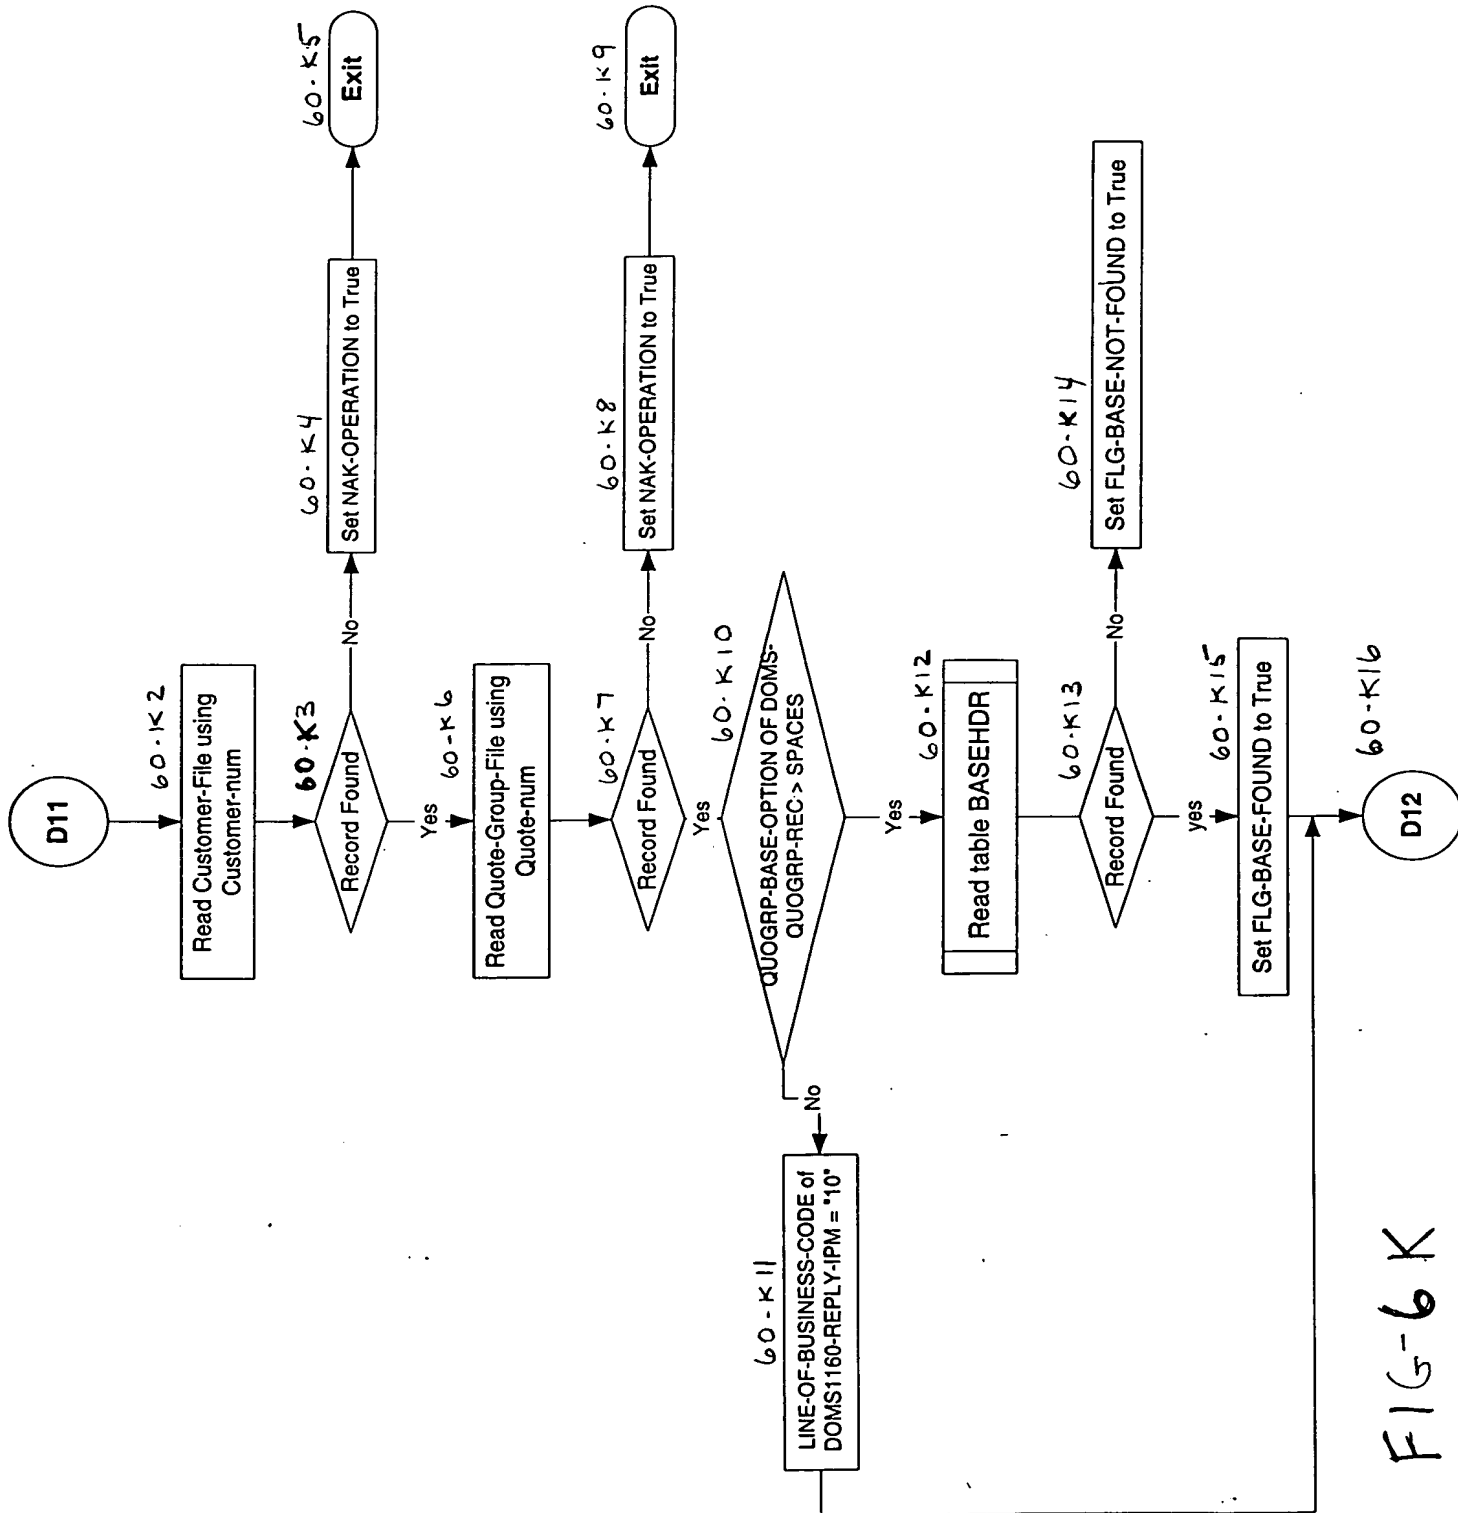 D11
60-K2
Read Customer-File using
Customer-num
60-K3
Record Found
No
60-K4
Set NAK-OPERATION to True
60-K5
Exit
Yes
60-K6
Read Quote-Group-File using
Quote-num
60-K7
Record Found
No
60-K8
Set NAK-OPERATION to True
60-K9
Exit
Yes
60-K10
QUOGRP-BASE-OPTION OF DOMS-
QUOGRP-REC > SPACES
No
60-K11
LINE-OF-BUSINESS-CODE of
DOMS1160-REPLY-IPM = "10"
Yes
60-K12
Read table BASEHDR
60-K13
Record Found
No
60-K14
Set FLG-BASE-NOT-FOUND to True
yes
60-K15
Set FLG-BASE-FOUND to True
60-K16
D12
FIG-6K